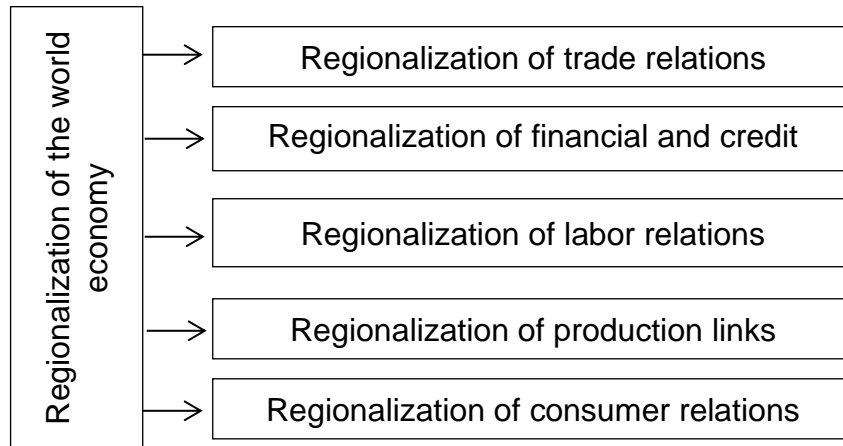 Regionalization of the world
economy
Regionalization of trade relations
Regionalization of financial and credit
Regionalization of labor relations
Regionalization of production links
Regionalization of consumer relations